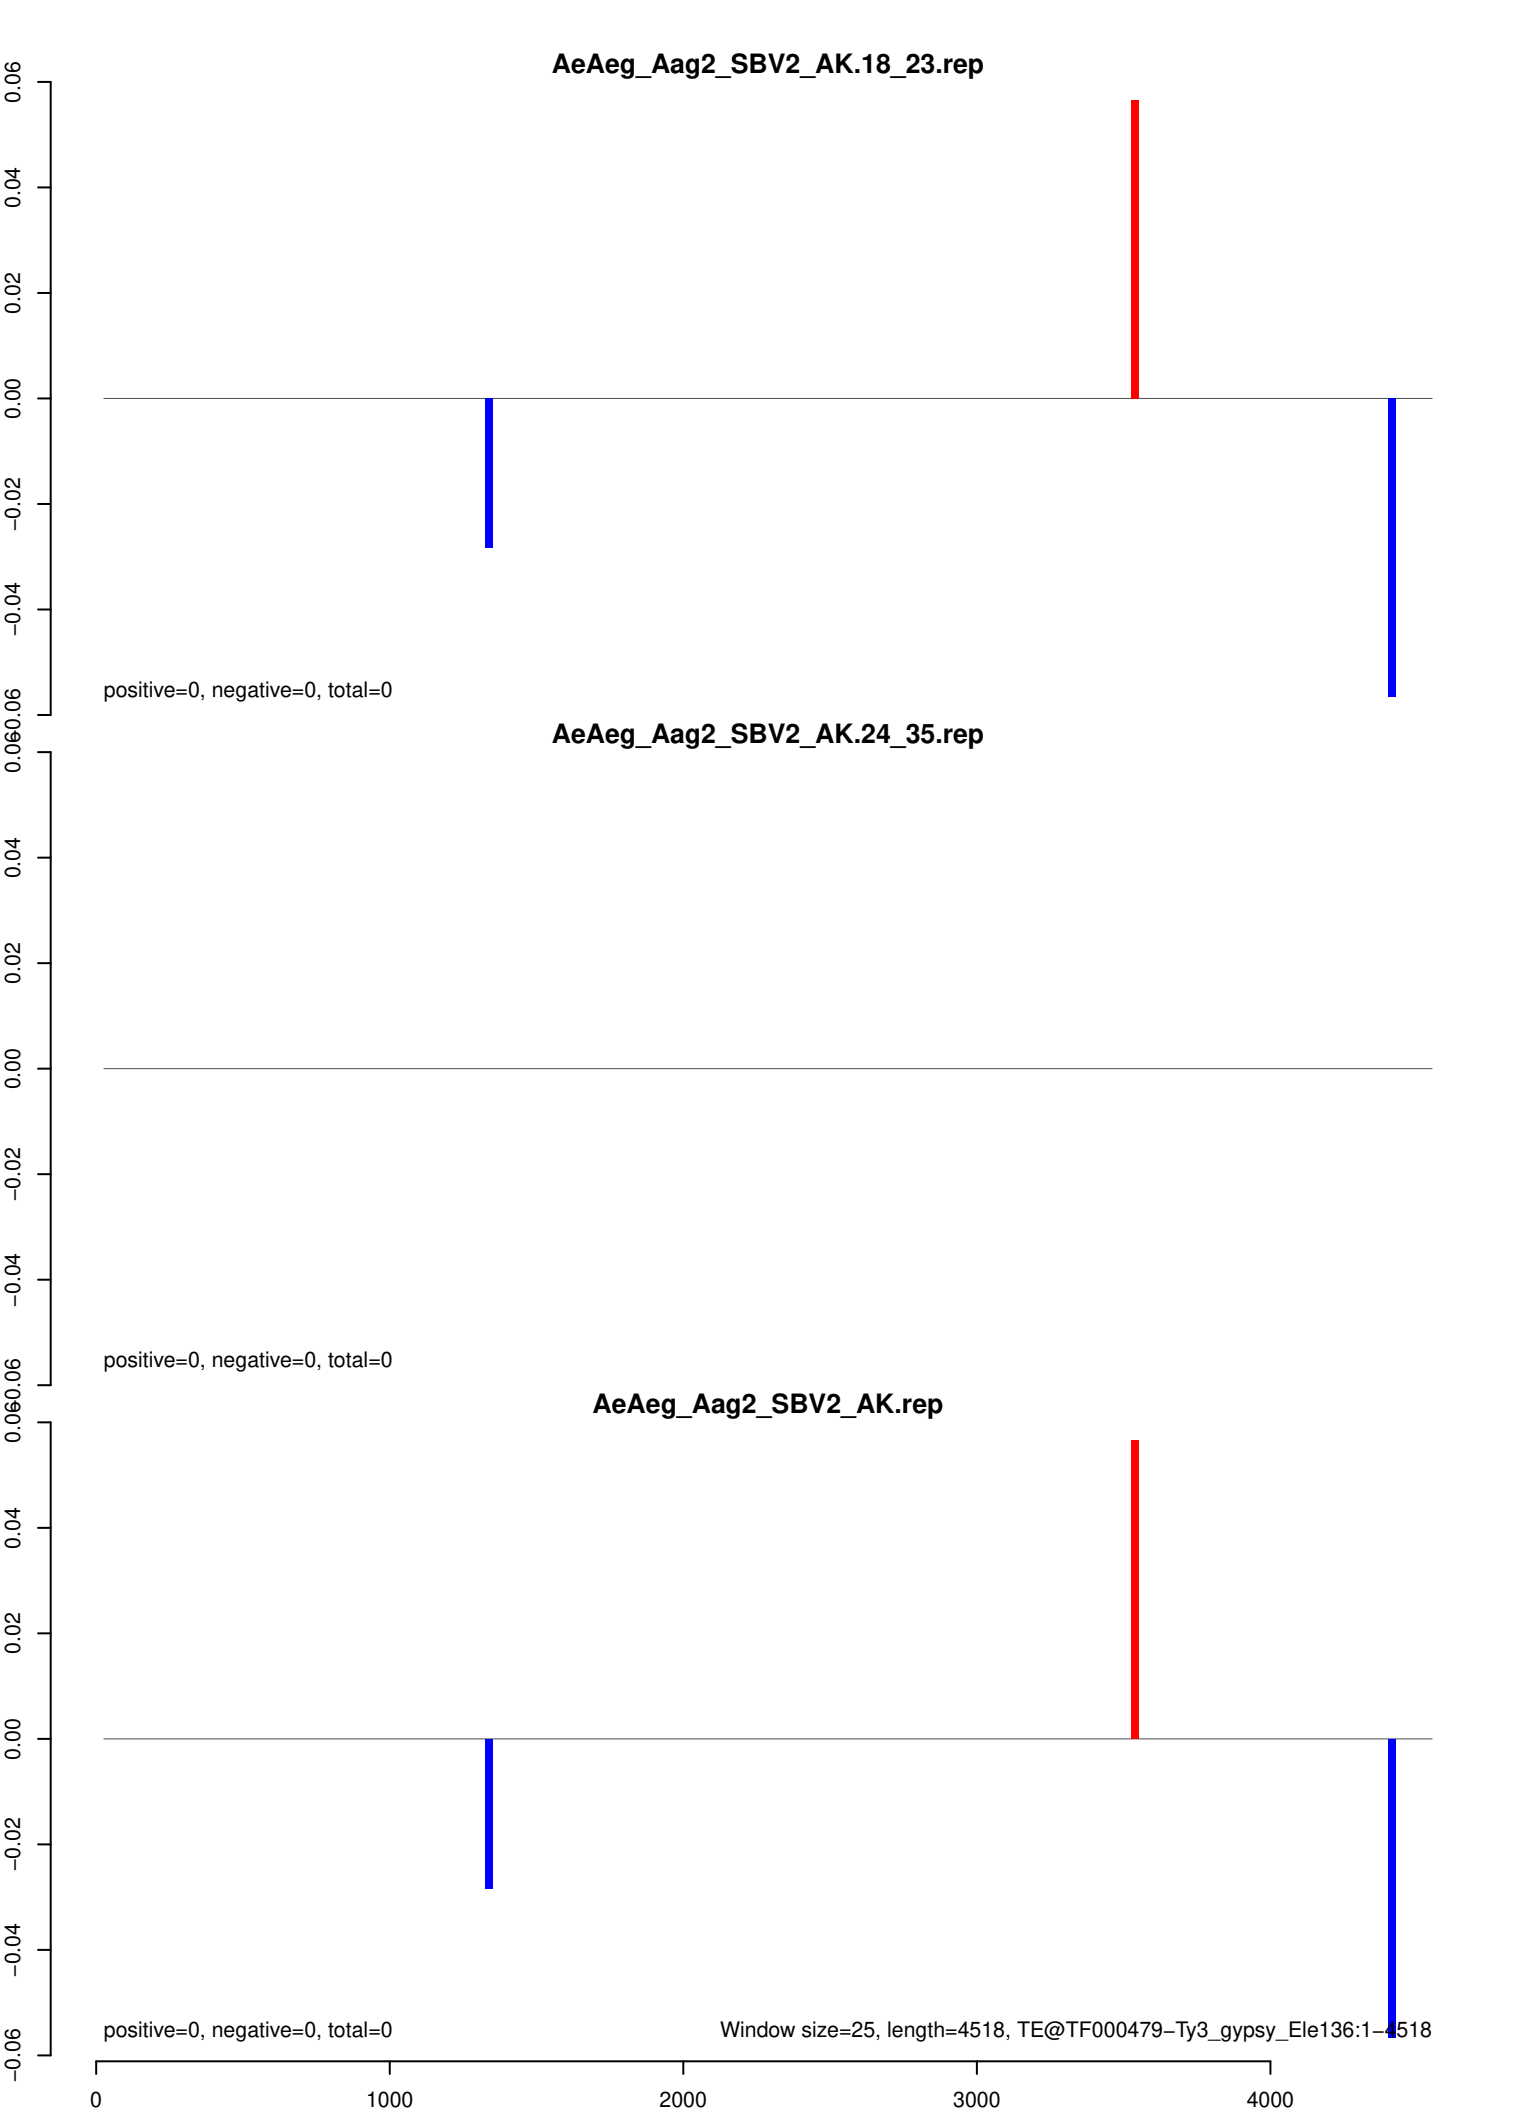 AeAeg_Aag2_SBV2_AK.18_23.rep
0.06
0.04
0.02
0.00
−0.02
−0.04
−0.06
positive=0, negative=0, total=0
AeAeg_Aag2_SBV2_AK.24_35.rep
0.06
0.04
0.02
0.00
−0.02
−0.04
−0.06
positive=0, negative=0, total=0
AeAeg_Aag2_SBV2_AK.rep
0.06
0.04
0.02
0.00
−0.02
−0.04
−0.06
positive=0, negative=0, total=0
Window size=25, length=4518, TE@TF000479−Ty3_gypsy_Ele136:1−4518
0 1000 2000 3000 4000